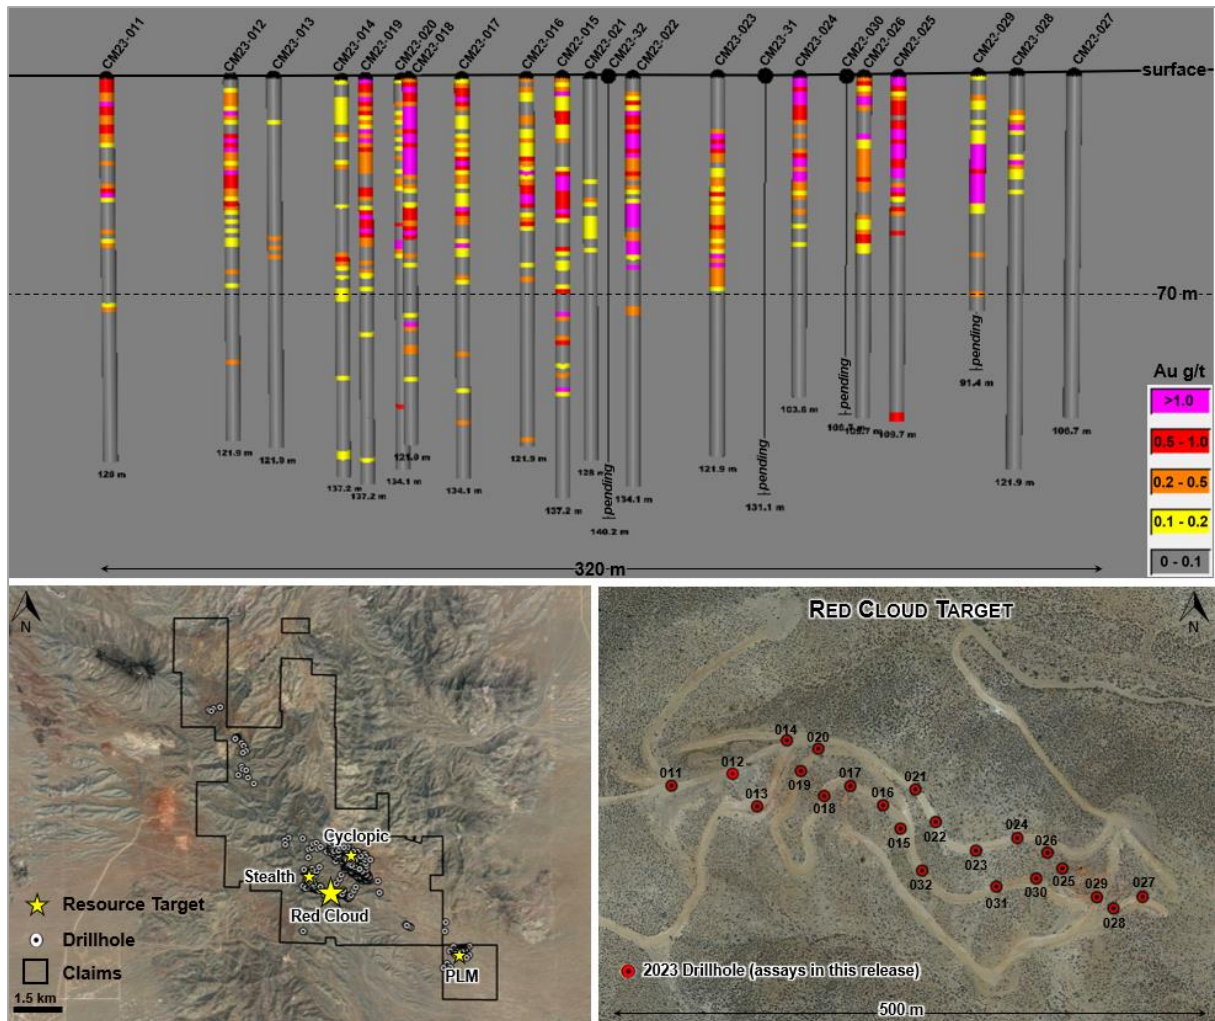 CM23-011
CM23-012
CM23-013
CM23-014
CM23-019
CM23-020
CM23-018
CM23-017
CM23-016
CM23-015
CM23-021
CM23-32
CM23-022
CM23-023
CM23-31
CM23-024
CM23-030
CM23-026
CM23-025
CM22-029
CM23-028
CM23-027
surface
70 m
pending
pending
pending
pending
91.4 m
103.6 m
109.7 m
106.7 m
121.9 m
121.9 m
121.9 m
121.9 m
121.9 m
137.2 m
137.2 m
134.1 m
134.1 m
137.2 m
128 m
140.2 m
134.1 m
121.9 m
131.1 m
Au g/t
>1.0
0.5 - 1.0
0.2 - 0.5
0.1 - 0.2
0 - 0.1
320 m
N
Cyclopic
Stealth
Red Cloud
PLM
Resource Target
Drillhole
Claims
1.5 km
RED CLOUD TARGET
N
014
020
012
011
019
017
021
013
018
016
022
015
024
026
023
025
032
030
029
027
031
028
2023 Drillhole (assays in this release)
500 m